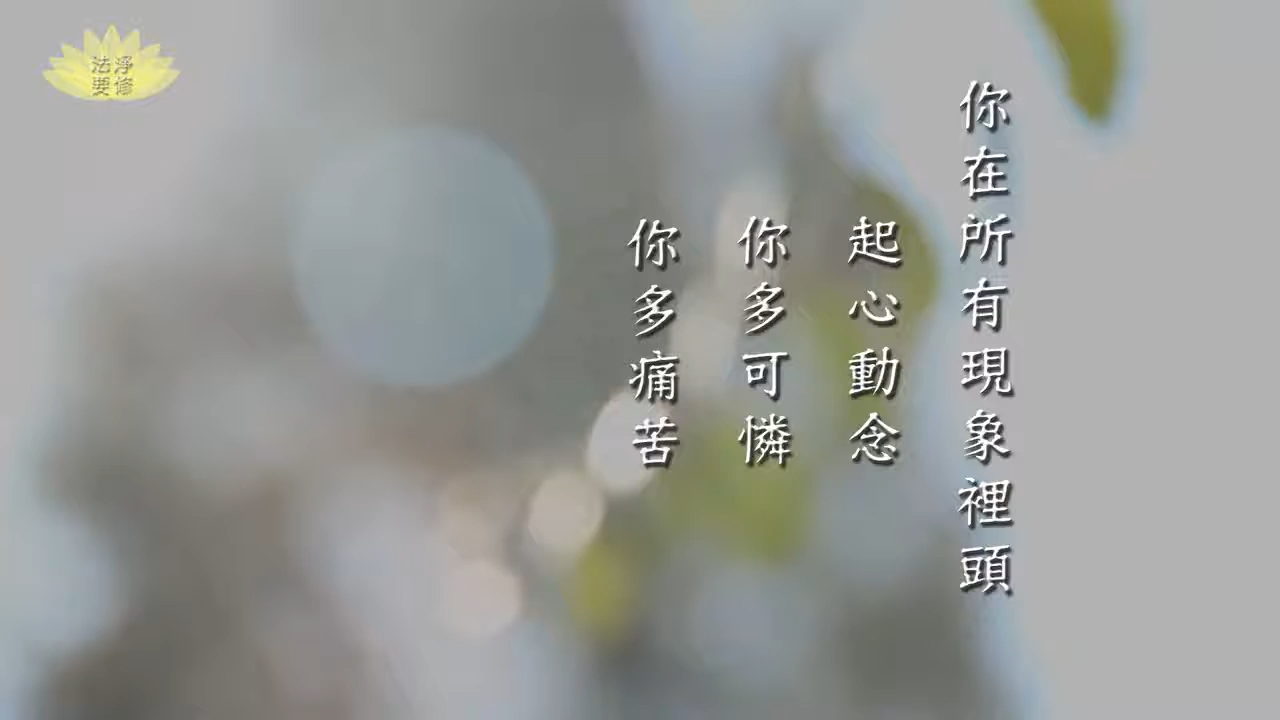 淨修
法要
你在所有現象裡頭
起心動念
你多可憐
你多痛苦